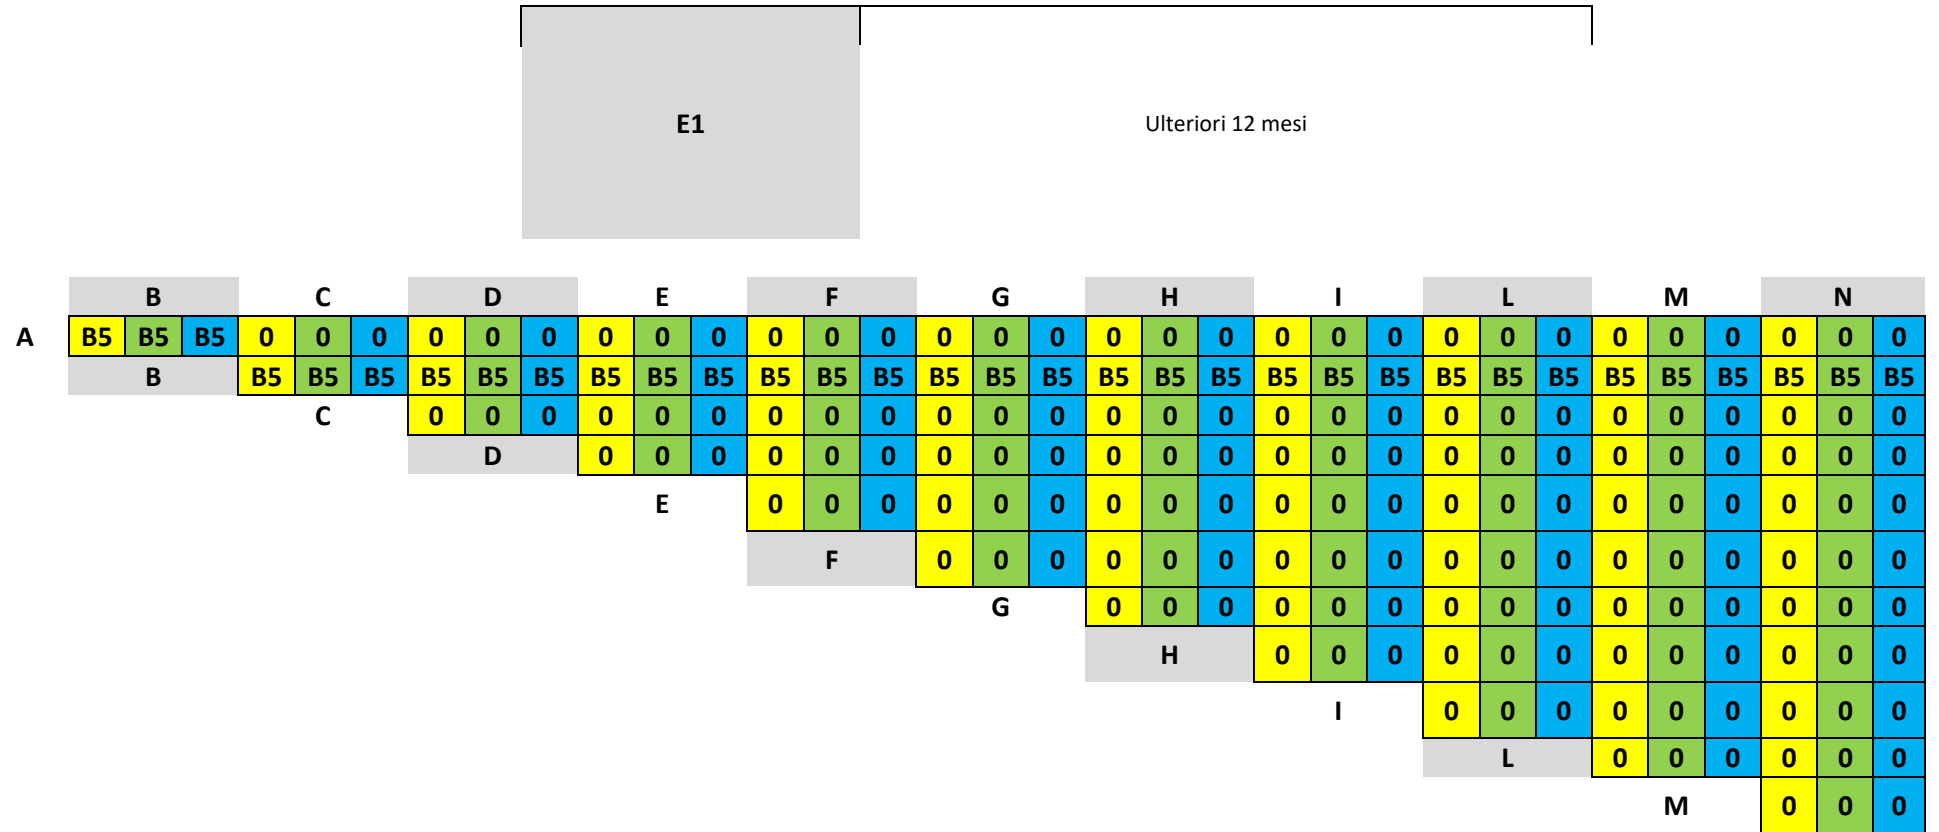 E1 Ulteriori 12 mesi
B C D E F G H I L M N
A B5 B5 B5 0 0 0 0 0 0 0 0 0 0 0 0 0 0 0 0 0 0 0 0 0 0 0 0 0 0 0 0 0 0
B B5 B5 B5 B5 B5 B5 B5 B5 B5 B5 B5 B5 B5 B5 B5 B5 B5 B5 B5 B5 B5 B5 B5 B5 B5 B5 B5 B5 B5 B5
C 0 0 0 0 0 0 0 0 0 0 0 0 0 0 0 0 0 0 0 0 0 0 0 0 0 0 0
D 0 0 0 0 0 0 0 0 0 0 0 0 0 0 0 0 0 0 0 0 0 0 0 0
E 0 0 0 0 0 0 0 0 0 0 0 0 0 0 0 0 0 0 0 0 0
F 0 0 0 0 0 0 0 0 0 0 0 0 0 0 0 0 0 0
G 0 0 0 0 0 0 0 0 0 0 0 0 0 0 0
H 0 0 0 0 0 0 0 0 0 0 0 0
I 0 0 0 0 0 0 0 0 0
L 0 0 0 0 0 0
M 0 0 0